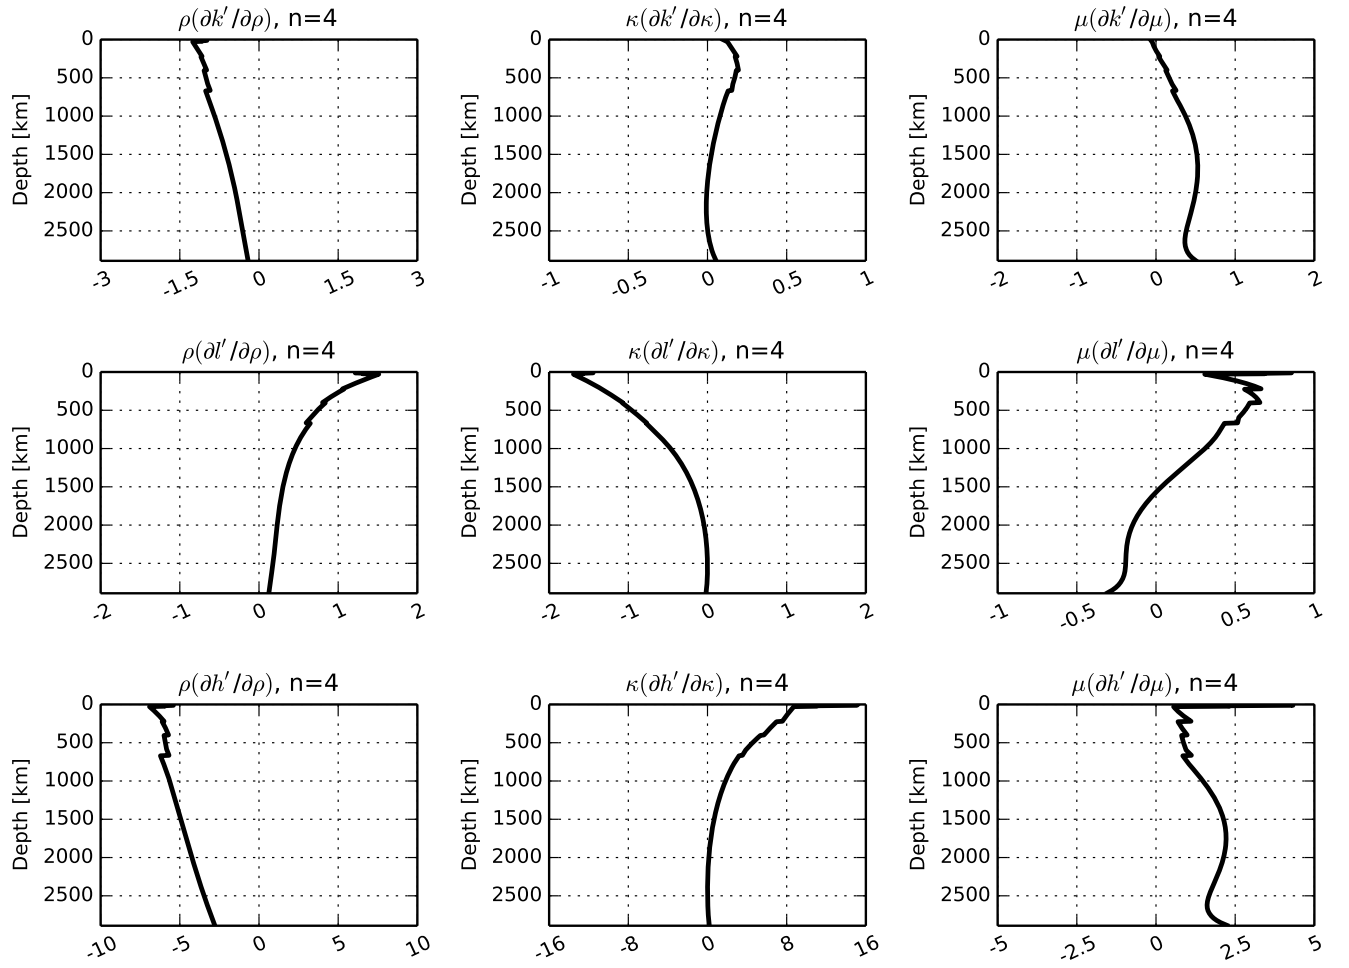 ρ(∂k′/∂ρ), n=4
κ(∂k′/∂κ), n=4
μ(∂k′/∂μ), n=4
0
500
1000
1500
2000
2500
Depth [km]
-3 -1.5 0 1.5 3
0
500
1000
1500
2000
2500
Depth [km]
-1 -0.5 0 0.5 1
0
500
1000
1500
2000
2500
Depth [km]
-2 -1 0 1 2
ρ(∂l′/∂ρ), n=4
κ(∂l′/∂κ), n=4
μ(∂l′/∂μ), n=4
0
500
1000
1500
2000
2500
Depth [km]
-2 -1 0 1 2
0
500
1000
1500
2000
2500
Depth [km]
-2 -1 0 1 2
0
500
1000
1500
2000
2500
Depth [km]
-1 -0.5 0 0.5 1
ρ(∂h′/∂ρ), n=4
κ(∂h′/∂κ), n=4
μ(∂h′/∂μ), n=4
0
500
1000
1500
2000
2500
Depth [km]
-10 -5 0 5 10
0
500
1000
1500
2000
2500
Depth [km]
-16 -8 0 8 16
0
500
1000
1500
2000
2500
Depth [km]
-5 -2.5 0 2.5 5